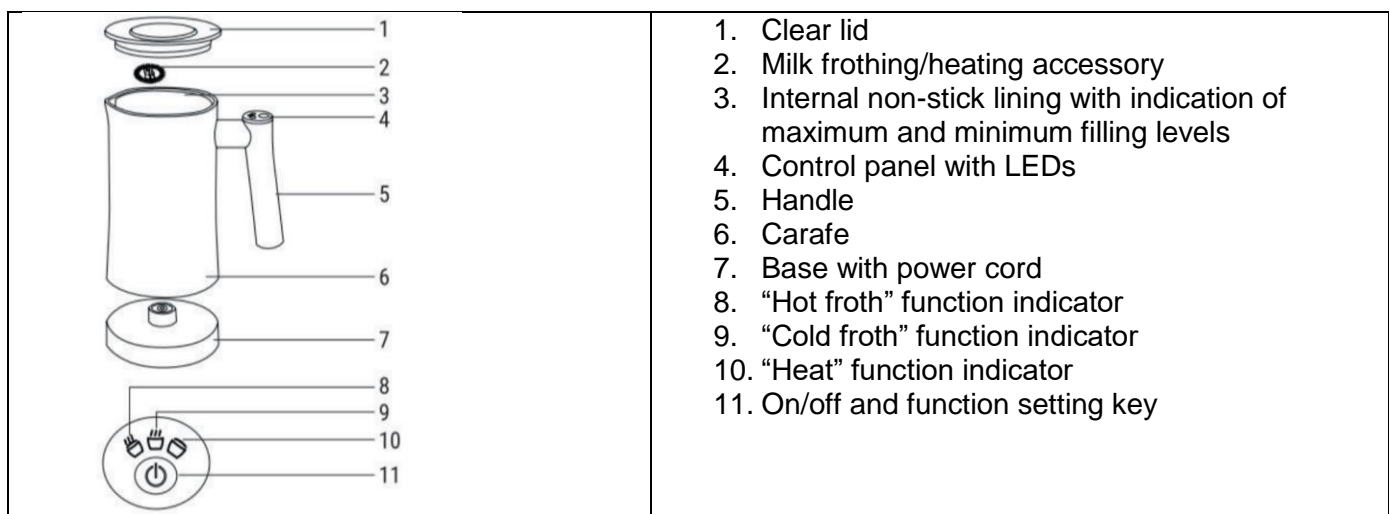 1
2
3
4
5
6
7
8
9
10
11
1. Clear lid
2. Milk frothing/heating accessory
3. Internal non-stick lining with indication of
maximum and minimum filling levels
4. Control panel with LEDs
5. Handle
6. Carafe
7. Base with power cord
8. “Hot froth” function indicator
9. “Cold froth” function indicator
10. “Heat” function indicator
11. On/off and function setting key